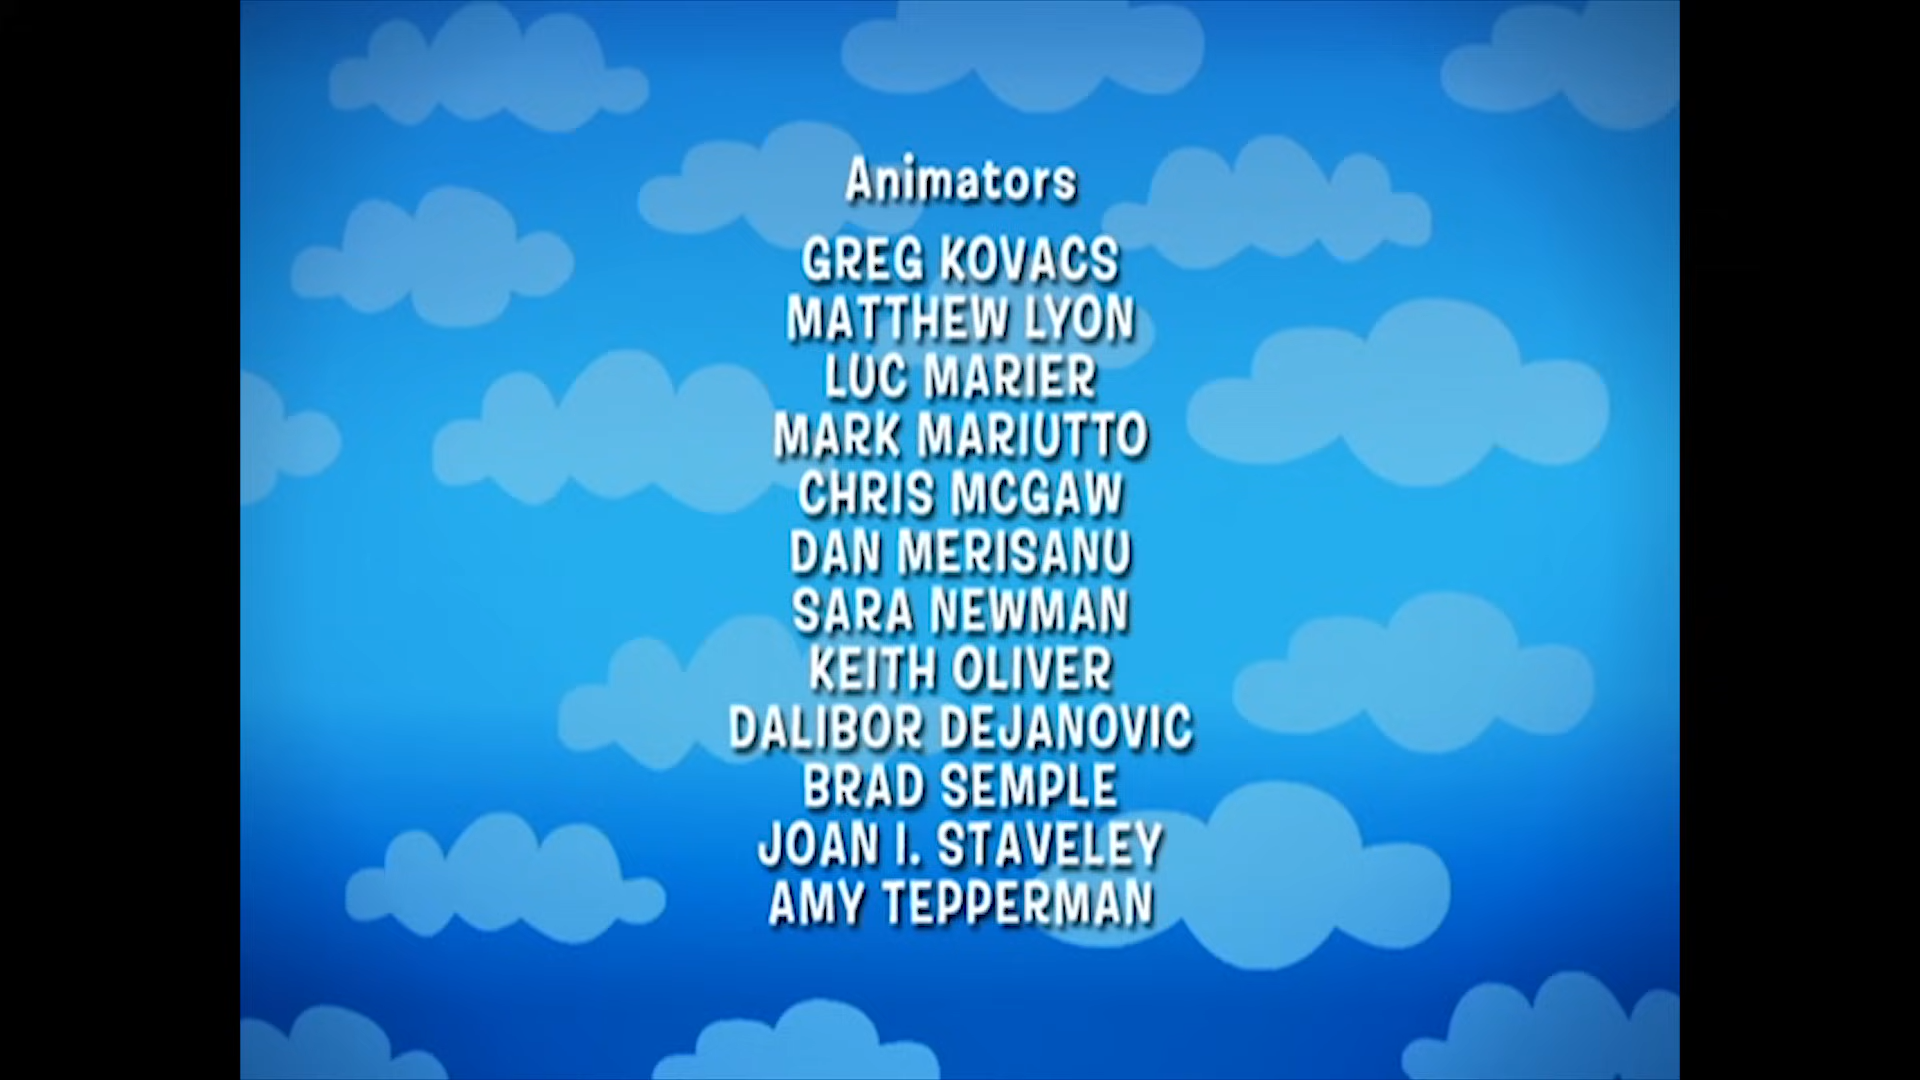 Animators
GREG KOVACS
MATTHEW LYON
LUC MARIER
MARK MARIUTTO
CHRIS MCGAW
DAN MERISANU
SARA NEWMAN
KEITH OLIVER
DALIBOR DEJANOVIC
BRAD SEMPLE
JOAN I. STAVELEY
AMY TEPPERMAN